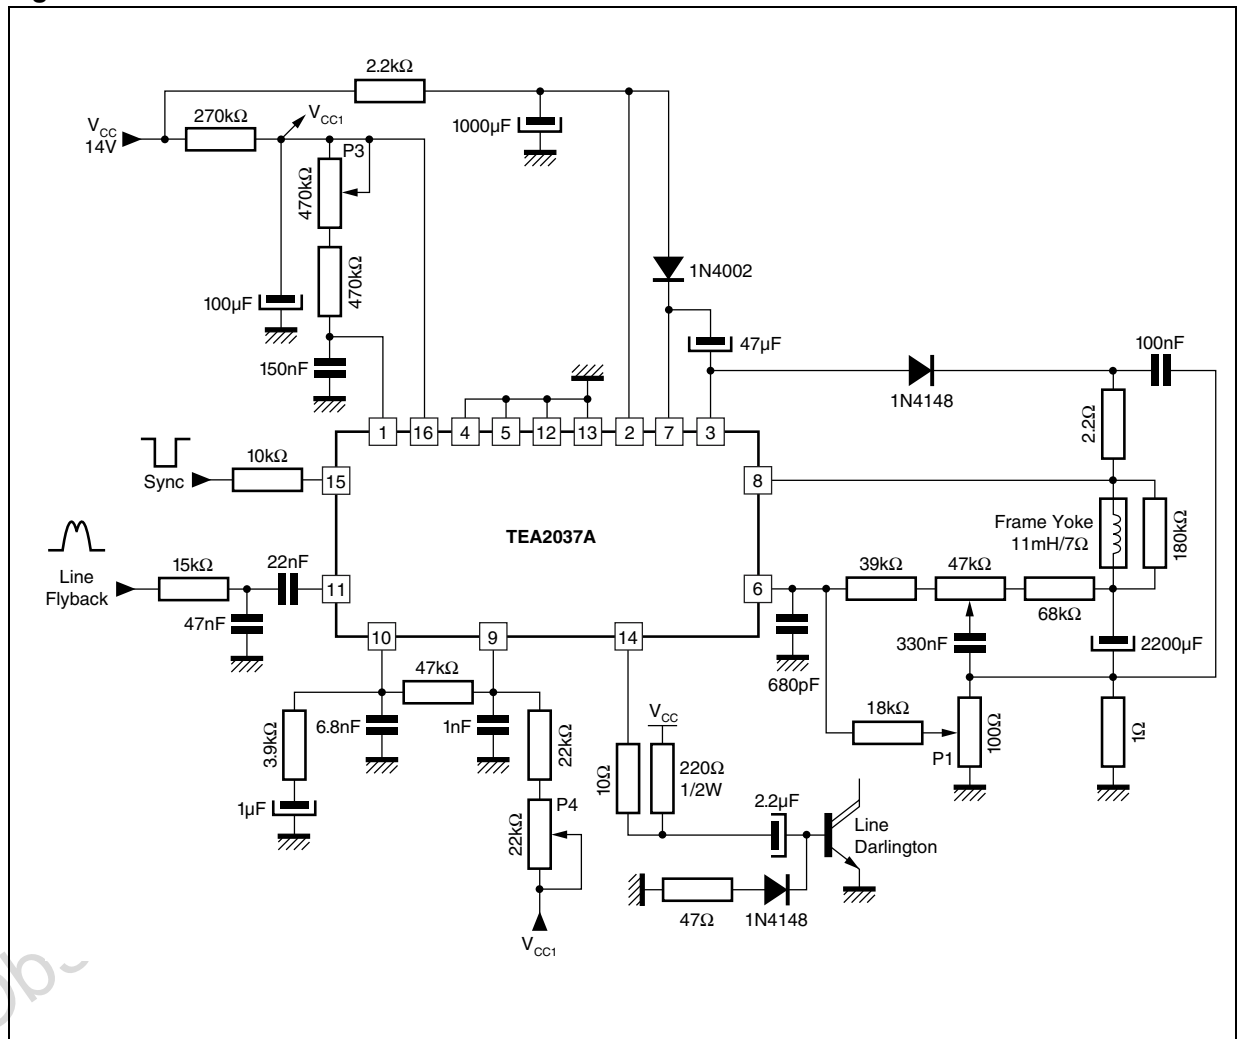 2.2kΩ
270kΩ
V_CC1
V_CC
14V
1000µF
P3
470kΩ
470kΩ
1N4002
100µF
47µF
100nF
150nF
1N4148
2.2Ω
1
16
4
5
12
13
2
7
3
10kΩ
Sync
15
8
TEA2037A
Frame Yoke
11mH/7Ω
180kΩ
15kΩ
22nF
39kΩ
47kΩ
Line
Flyback
11
6
68kΩ
47nF
10
9
14
330nF
2200µF
47kΩ
680pF
3.9kΩ
6.8nF
1nF
22kΩ
V_CC
18kΩ
100Ω
1Ω
P1
10Ω
220Ω
1/2W
1µF
P4
22kΩ
2.2µF
Line
Darlington
47Ω
1N4148
V_CC1